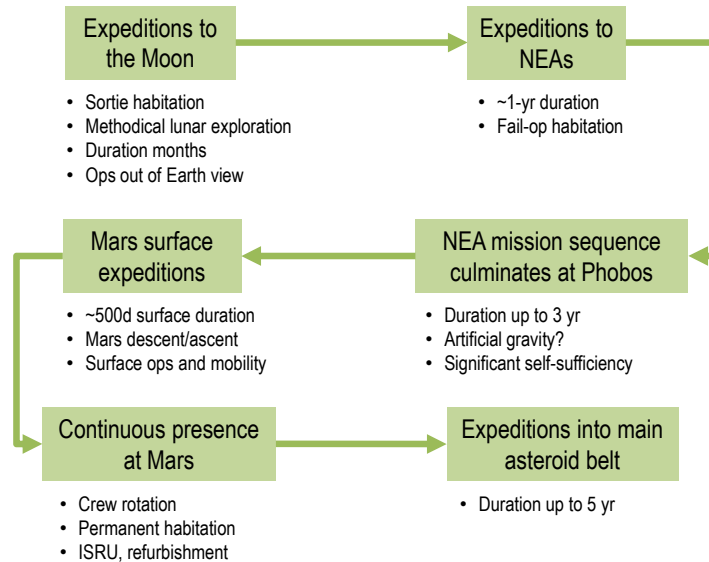 Expeditions to
the Moon
• Sortie habitation
• Methodical lunar exploration
• Duration months
• Ops out of Earth view
Expeditions to
NEAs
• ~1-yr duration
• Fail-op habitation
NEA mission sequence
culminates at Phobos
• Duration up to 3 yr
• Artificial gravity?
• Significant self-sufficiency
Mars surface
expeditions
• ~500d surface duration
• Mars descent/ascent
• Surface ops and mobility
Continuous presence
at Mars
• Crew rotation
• Permanent habitation
• ISRU, refurbishment
Expeditions into main
asteroid belt
• Duration up to 5 yr